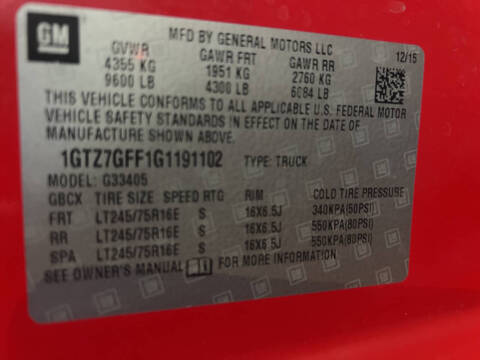 GM
MFD BY GENERAL MOTORS LLC
GVWR GAWR FRT GAWR RR 12/15
4355 KG 1951 KG 2760 KG
9600 LB 4300 LB 6084 LB
THIS VEHICLE CONFORMS TO ALL APPLICABLE U.S. FEDERAL MOTOR
VEHICLE SAFETY STANDARDS IN EFFECT ON THE DATE OF
MANUFACTURE SHOWN ABOVE.
1GTZ7GFF1G1191102 TYPE: TRUCK
MODEL: G33405
GBCX TIRE SIZE SPEED RTG RIM COLD TIRE PRESSURE
FRT LT245/75R16E S 16X6.5J 340KPA(50PSI)
RR LT245/75R16E S 16X6.5J 550KPA(80PSI)
SPA LT245/75R16E S 16X6.5J 550KPA(80PSI)
SEE OWNER'S MANUAL